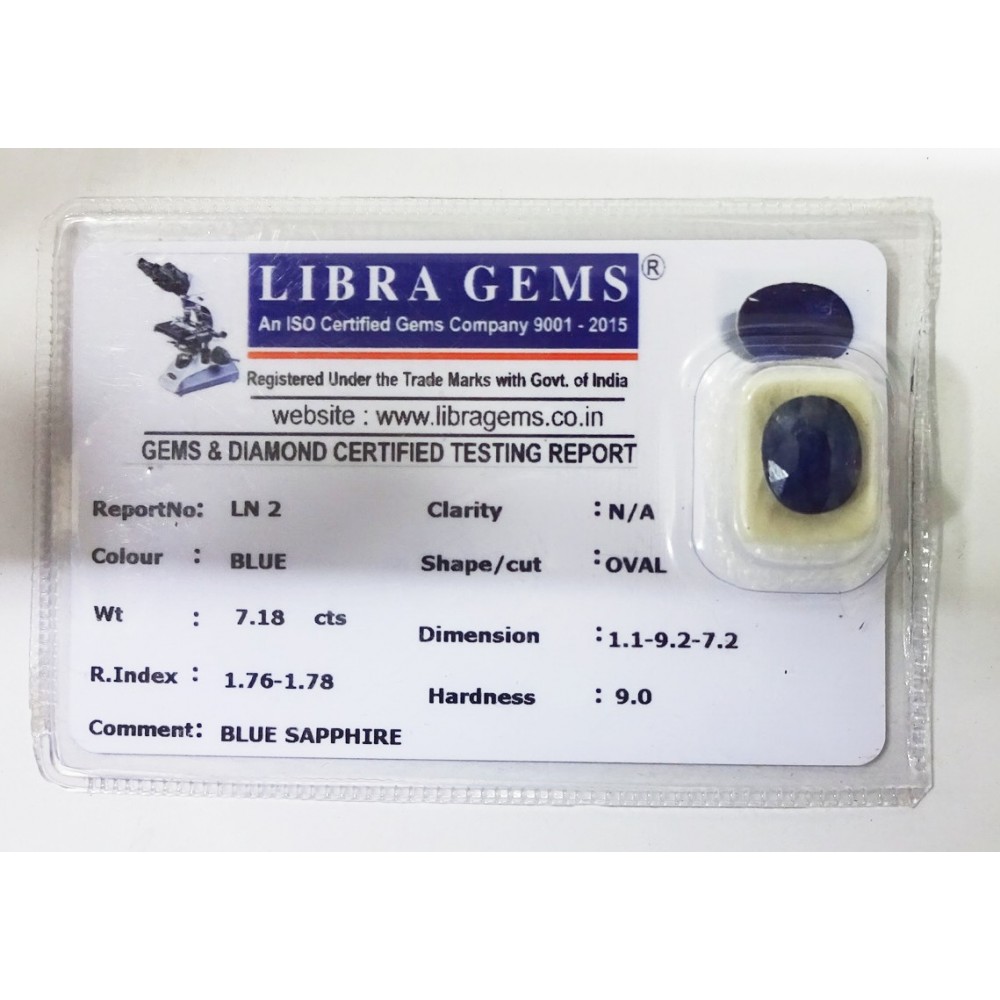 LIBRA GEMS®
An ISO Certified Gems Company 9001 - 2015
Registered Under the Trade Marks with Govt. of India
website : www.libragems.co.in
GEMS & DIAMOND CERTIFIED TESTING REPORT
ReportNo: LN 2 Clarity : N/A
Colour : BLUE Shape/cut : OVAL
Wt : 7.18 cts Dimension : 1.1-9.2-7.2
R.Index : 1.76-1.78 Hardness : 9.0
Comment: BLUE SAPPHIRE